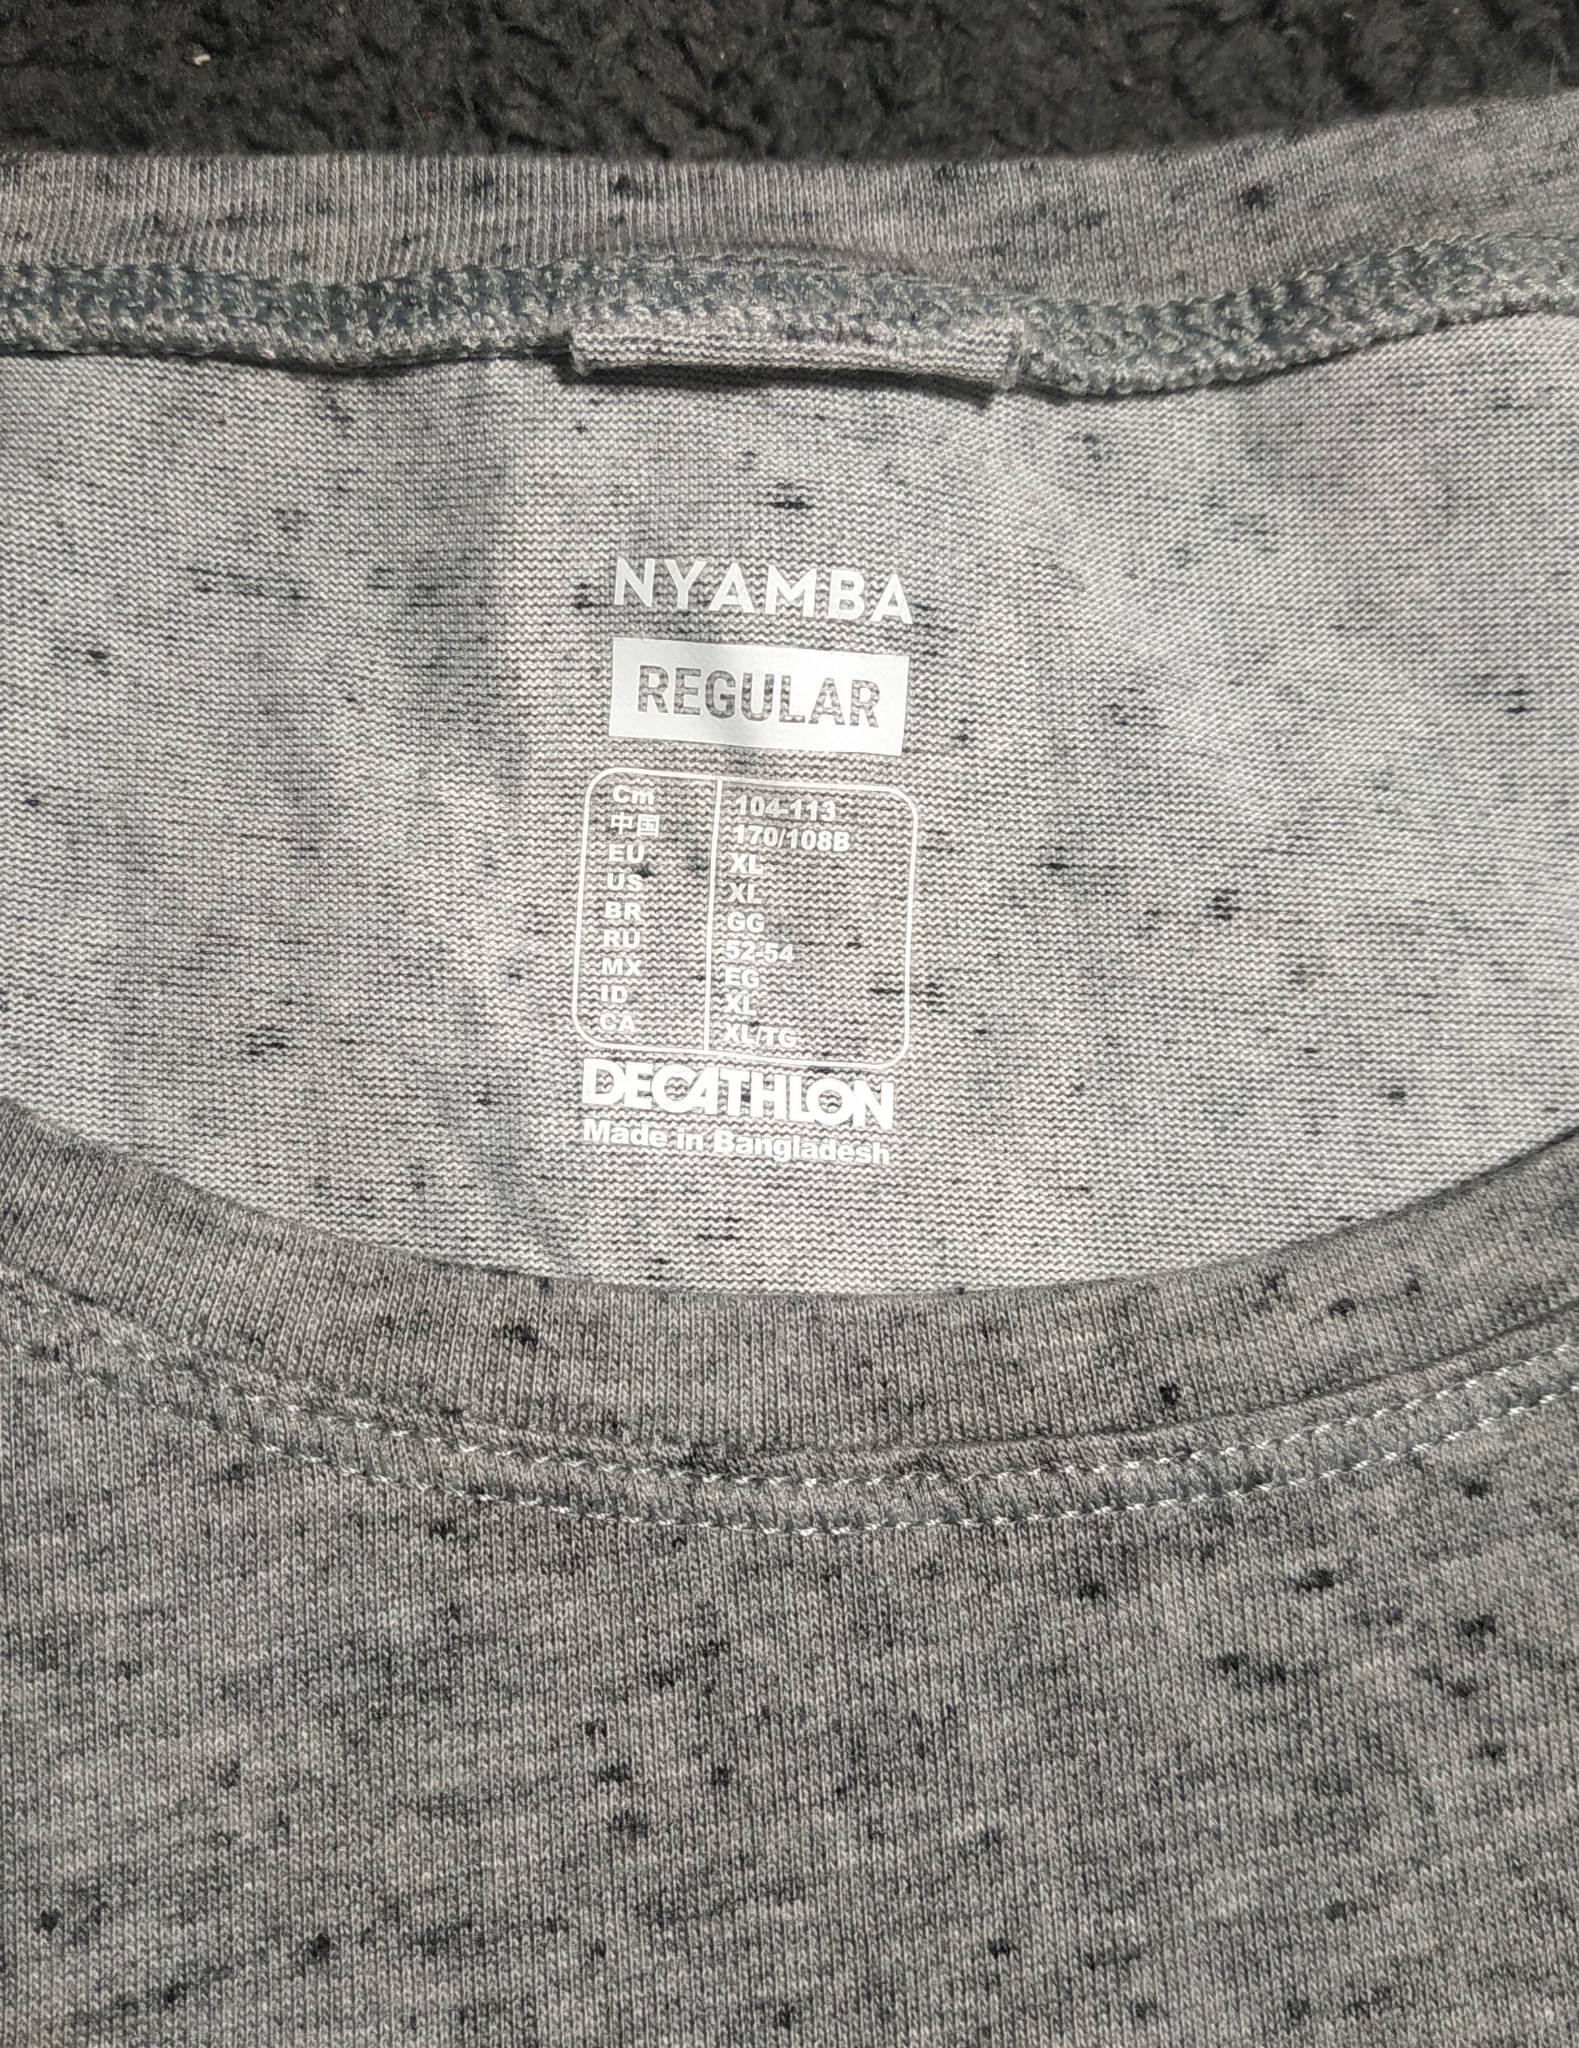 NYAMBA
REGULAR
Cm 104-113
中国 170/108B
EU XL
US XL
BR GG
RU 52-54
MX EG
ID XL
CA XL/TG
DECATHLON
Made in Bangladesh